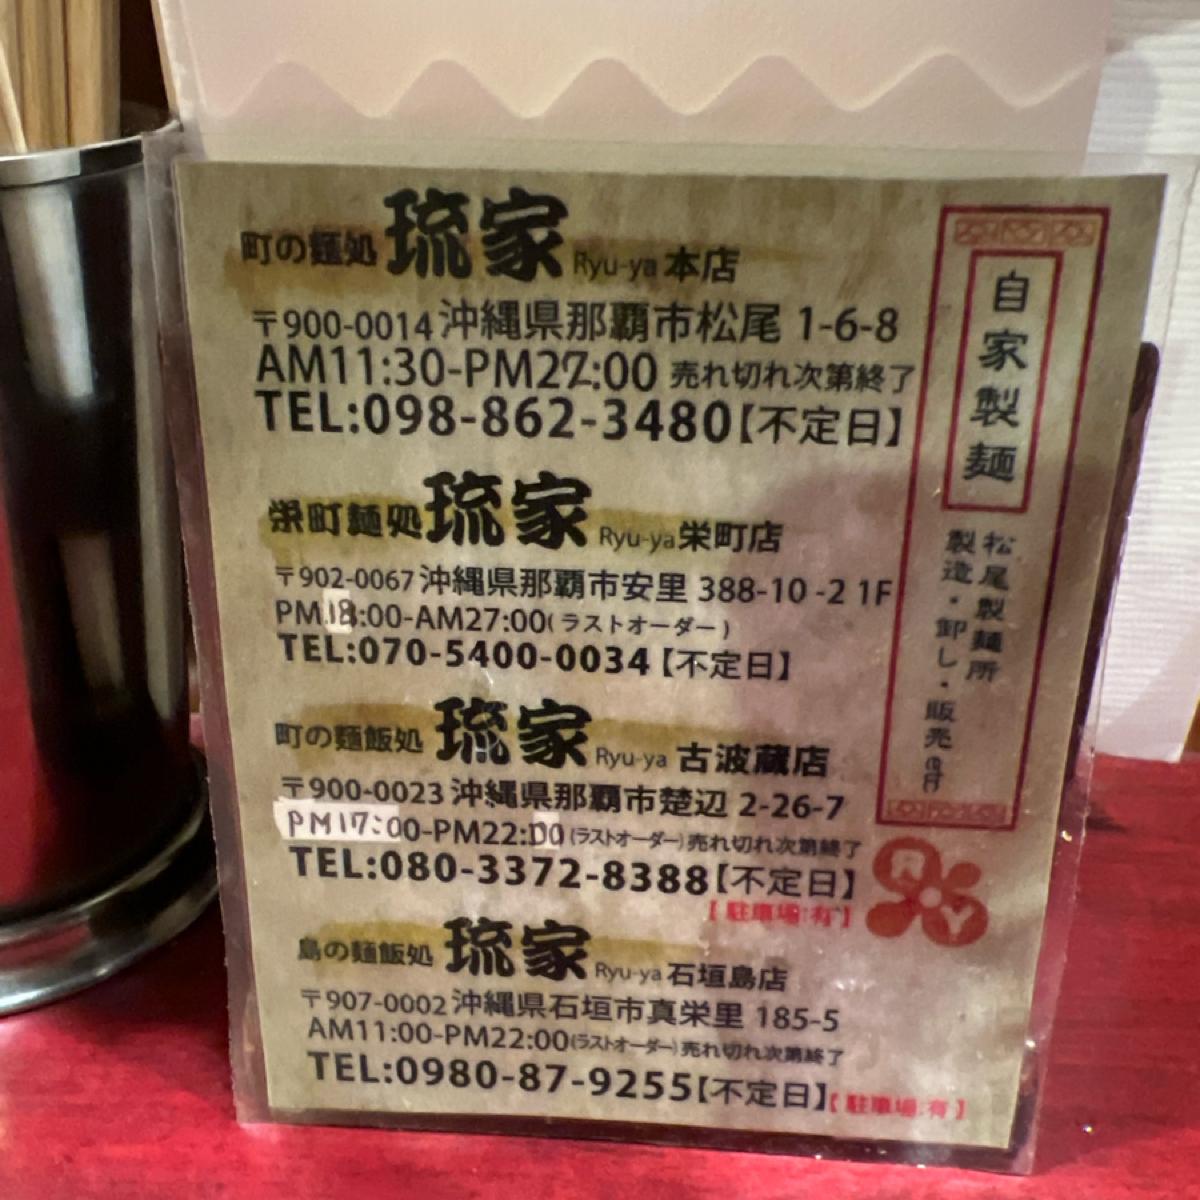 町の麺処 琉家 Ryu-ya 本店
〒900-0014 沖縄県那覇市松尾 1-6-8
AM11:30-PM27:00 売れ切れ次第終了
TEL:098-862-3480【不定日】
栄町麺処 琉家 Ryu-ya 栄町店
〒902-0067 沖縄県那覇市安里 388-10 -2 1F
PM.18:00-AM27:00(ラストオーダー)
TEL:070-5400-0034【不定日】
町の麺飯処 琉家 Ryu-ya 古波蔵店
〒900-0023 沖縄県那覇市楚辺 2-26-7
PM17:00-PM22:00(ラストオーダー)売れ切れ次第終了
TEL:080-3372-8388【不定日】
【駐車場:有】
島の麺飯処 琉家 Ryu-ya 石垣島店
〒907-0002 沖縄県石垣市真栄里 185-5
AM11:00-PM22:00(ラストオーダー)売れ切れ次第終了
TEL:0980-87-9255【不定日】【駐車場:有】
自家製麺
松尾製麺所
製造・卸し・販売
R
Y